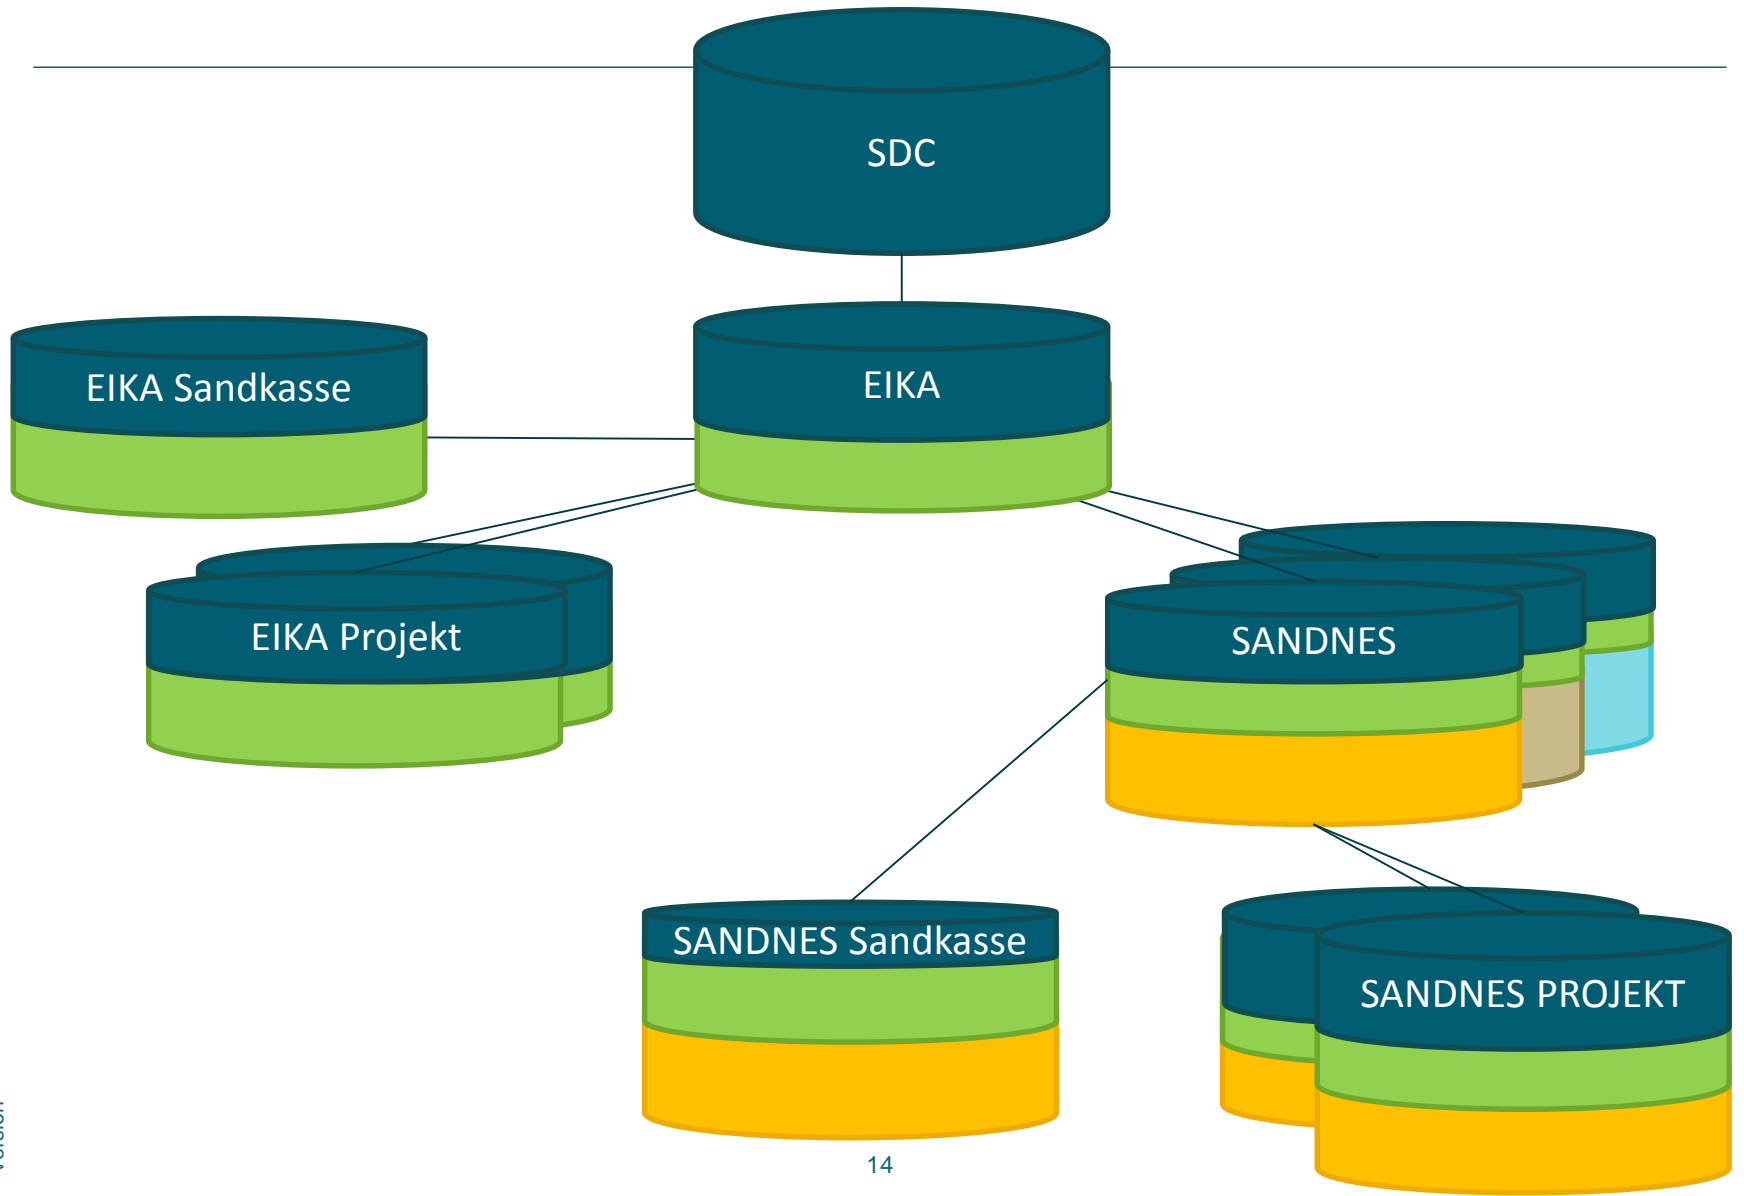 SDC
EIKA Sandkasse
EIKA
EIKA Projekt
SANDNES
SANDNES Sandkasse
SANDNES PROJEKT
14